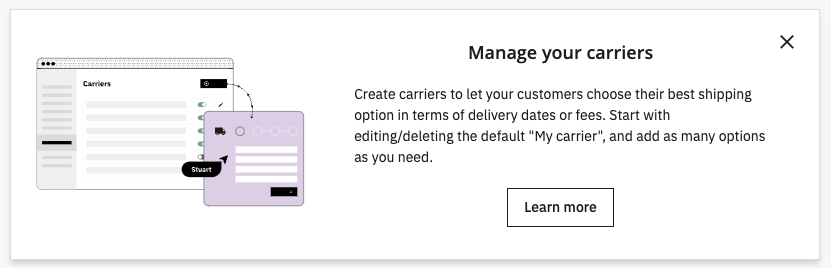 Manage your carriers
Carriers
Stuart
Create carriers to let your customers choose their best shipping
option in terms of delivery dates or fees. Start with
editing/deleting the default "My carrier", and add as many options
as you need.
Learn more